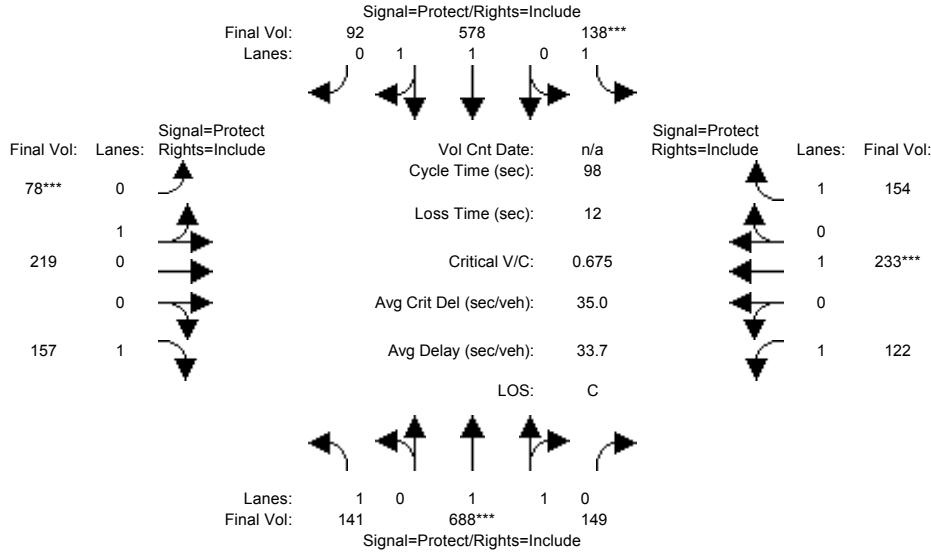 Signal=Protect/Rights=Include
Final Vol: 92 578 138***
Lanes: 0 1 1 0 1
Signal=Protect Signal=Protect
Final Vol: Lanes: Rights=Include Vol Cnt Date: n/a Rights=Include Lanes: Final Vol:
Cycle Time (sec): 98
78*** 0 1 154
Loss Time (sec): 12
1 0
219 0 Critical V/C: 0.675 1 233***
0 Avg Crit Del (sec/veh): 35.0 0
157 1 Avg Delay (sec/veh): 33.7 1 122
LOS: C
Lanes: 1 0 1 1 0
Final Vol: 141 688*** 149
Signal=Protect/Rights=Include